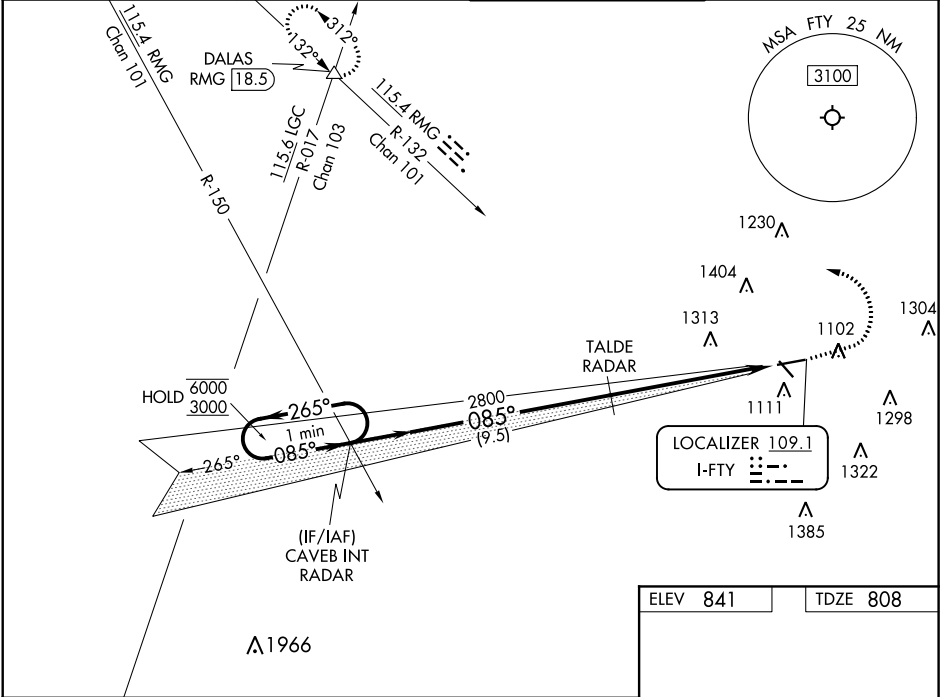 115.4 RMG
Chan 101
R-150
DALAS
RMG 18.5
312°
132°
115.6 LGC
R-017
Chan 103
115.4 RMG
R-132
Chan 101
MSA FTY 25 NM
3100
1230
1404
1313
1304
1102
TALDE
RADAR
HOLD 6000
3000
265°
1 min
085°
265°
2800
085°
(9.5)
1111
1298
LOCALIZER 109.1
I-FTY
1322
1385
(IF/IAF)
CAVEB INT
RADAR
1966
ELEV 841
TDZE 808